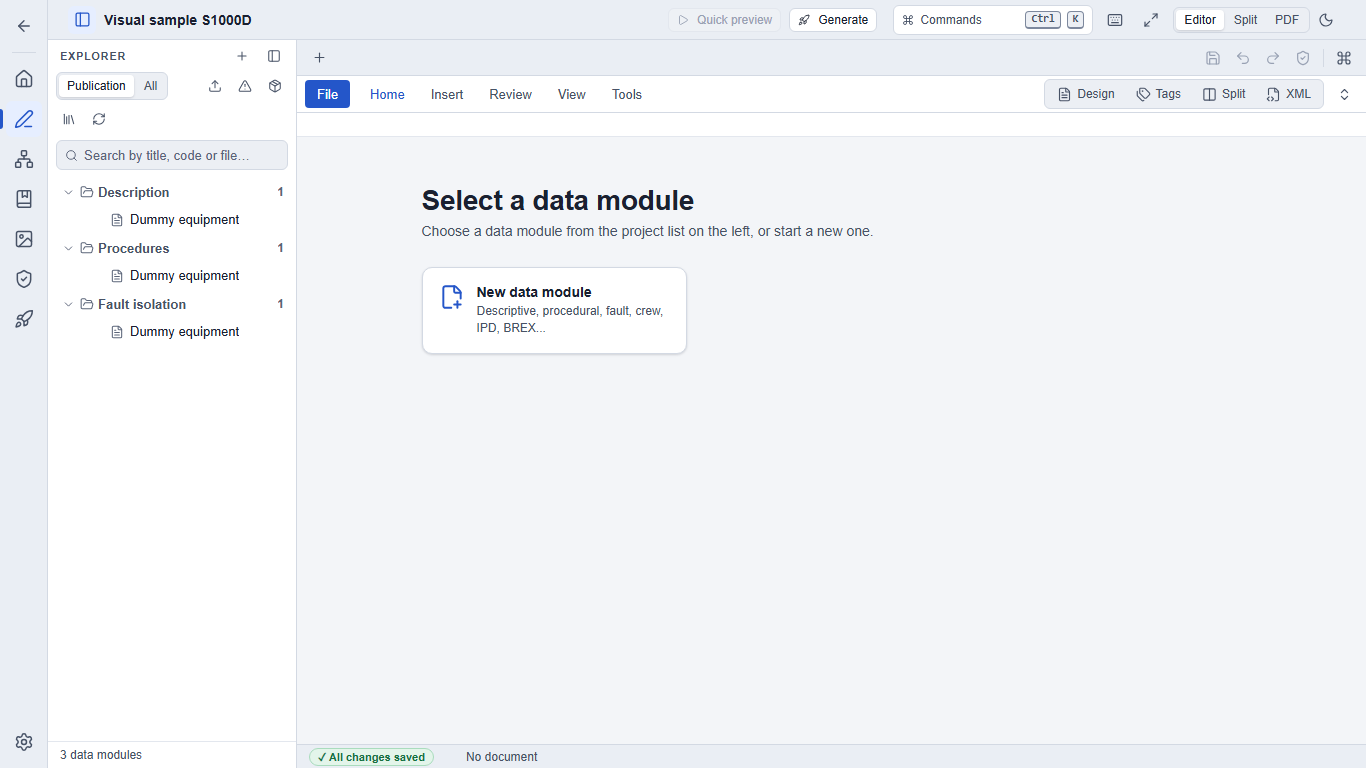 Visual sample S1000D
Quick preview
Generate
Commands
Ctrl
K
Editor
Split
PDF
EXPLORER
Publication
All
Search by title, code or file…
Description
1
Dummy equipment
Procedures
1
Dummy equipment
Fault isolation
1
Dummy equipment
3 data modules
File
Home
Insert
Review
View
Tools
Design
Tags
Split
XML
Select a data module
Choose a data module from the project list on the left, or start a new one.
New data module
Descriptive, procedural, fault, crew,
IPD, BREX...
✓ All changes saved
No document